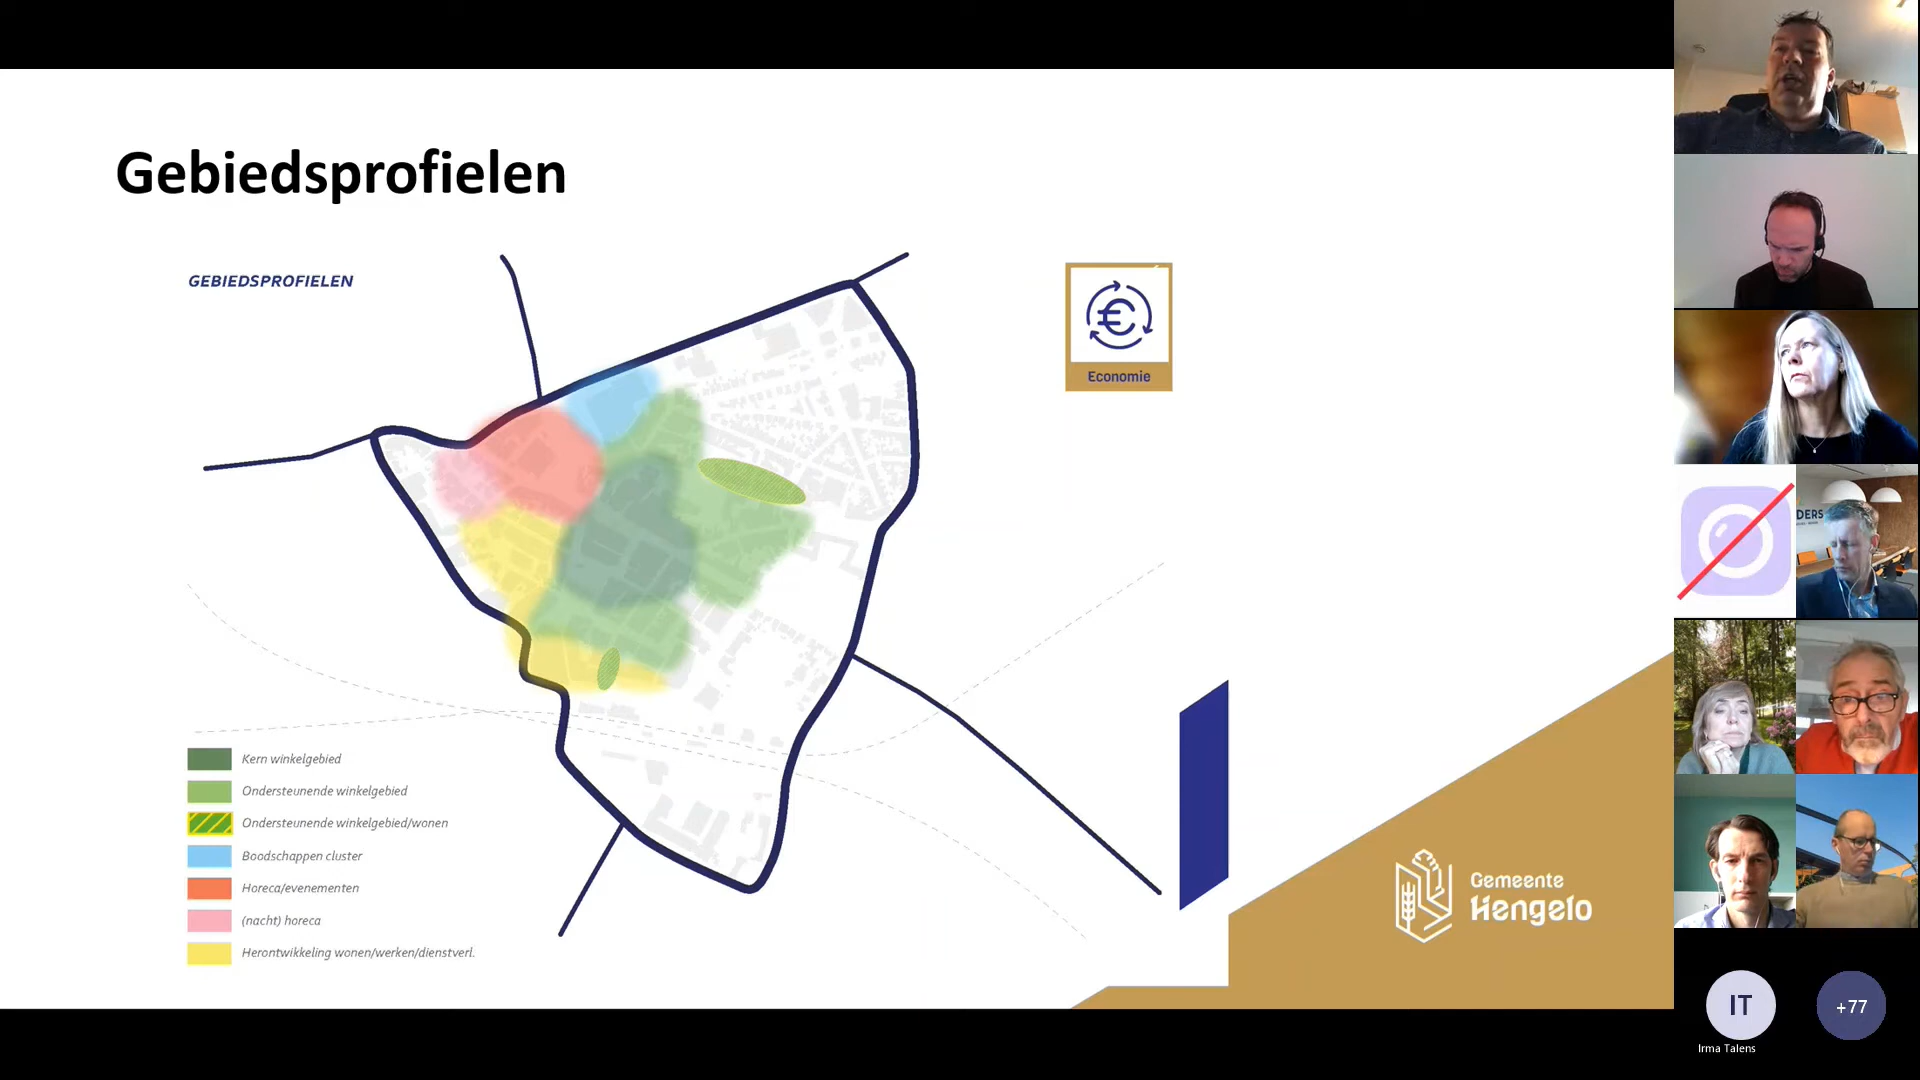 Gebiedsprofielen
GEBIEDSPROFIELEN
Economie
Kern winkelgebied
Ondersteunende winkelgebied
Ondersteunende winkelgebied/wonen
Boodschappen cluster
Horeca/evenementen
(nacht) horeca
Herontwikkeling wonen/werken/dienstverl.
Gemeente
Hengelo
DERS
IT
+77
Irma Talens